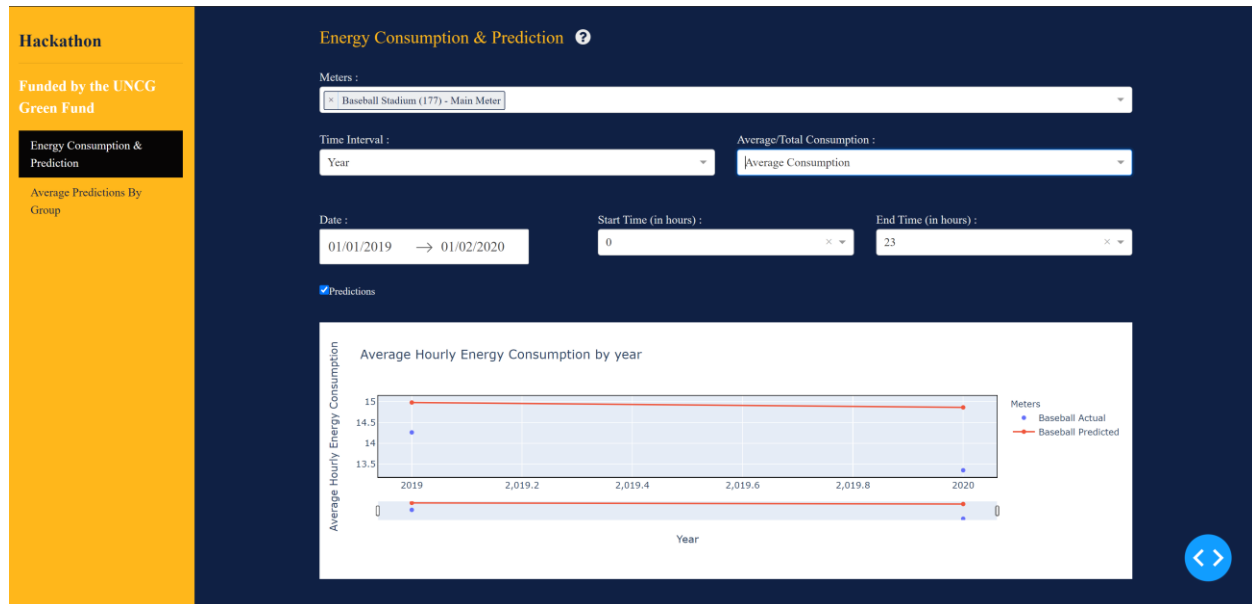 Hackathon
Funded by the UNCG
Green Fund
Energy Consumption &
Prediction
Average Predictions By
Group
Energy Consumption & Prediction ?
Meters :
× Baseball Stadium (177) - Main Meter
Time Interval :
Year
Average/Total Consumption :
Average Consumption
Date :
01/01/2019 → 01/02/2020
Start Time (in hours) :
0 ×
End Time (in hours) :
23 ×
Predictions
Average Hourly Energy Consumption by year
Average Hourly Energy Consumption
15
14.5
14
13.5
2019 2,019.2 2,019.4 2,019.6 2,019.8 2020
Year
Meters
Baseball Actual
Baseball Predicted